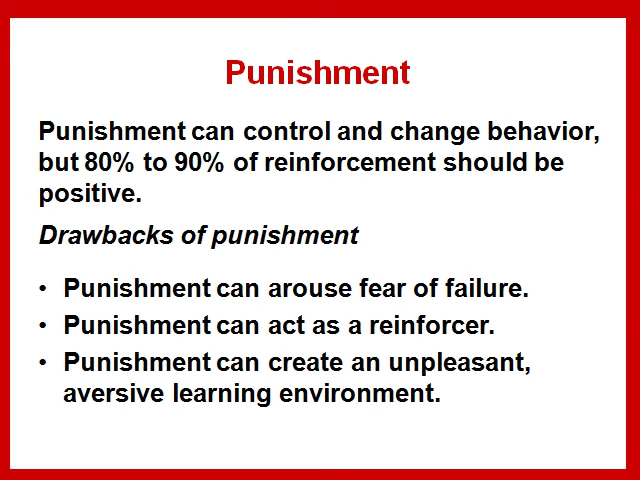 Punishment
Punishment can control and change behavior,
but 80% to 90% of reinforcement should be
positive.
Drawbacks of punishment
• Punishment can arouse fear of failure.
• Punishment can act as a reinforcer.
• Punishment can create an unpleasant,
aversive learning environment.